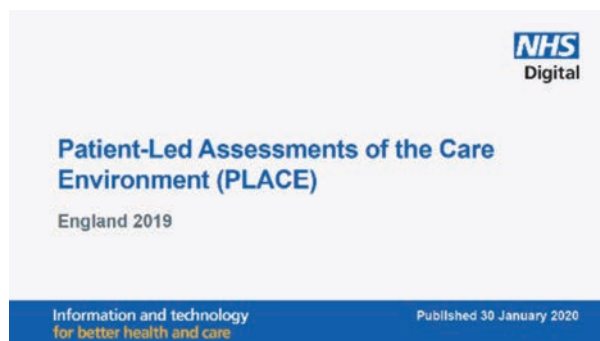 NHS
Digital
Patient-Led Assessments of the Care
Environment (PLACE)
England 2019
Information and technology
for better health and care
Published 30 January 2020